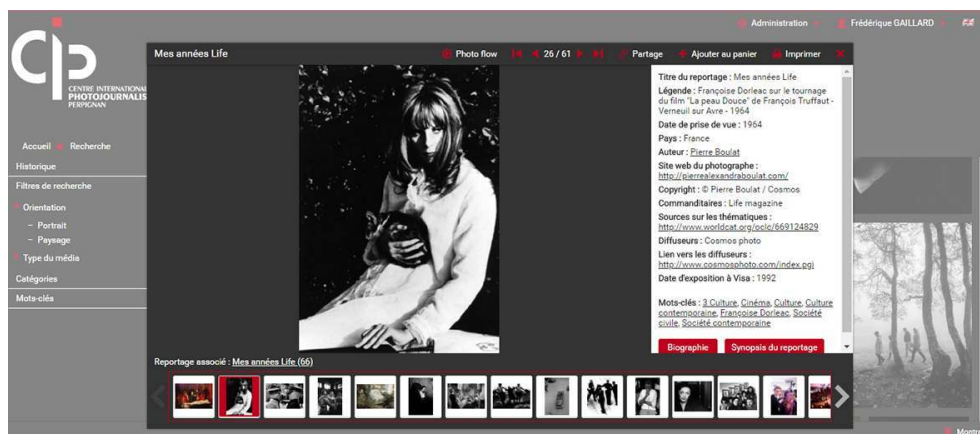 Administration
Frédérique GAILLARD
CENTRE INTERNATIONAL
PHOTOJOURNALIS
PERPIGNAN
Accueil
Recherche
Historique
Filtres de recherche
Orientation
– Portrait
– Paysage
Type du média
Catégories
Mots-clés
Mes années Life
Photo flow
26 / 61
Partage
Ajouter au panier
Imprimer
Titre du reportage : Mes années Life
Légende : Françoise Dorleac sur le tournage
du film "La peau Douce" de François Truffaut -
Verneuil sur Avre - 1964
Date de prise de vue : 1964
Pays : France
Auteur : Pierre Boulat
Site web du photographe :
http://pierrealexandraboulat.com/
Copyright : © Pierre Boulat / Cosmos
Commanditaires : Life magazine
Sources sur les thématiques :
http://www.worldcat.org/oclc/669124829
Diffuseurs : Cosmos photo
Lien vers les diffuseurs :
http://www.cosmosphoto.com/index.pgi
Date d'exposition à Visa : 1992
Mots-clés : 3 Culture, Cinéma, Culture, Culture
contemporaine, Françoise Dorleac, Société
civile, Société contemporaine
Biographie
Synopsis du reportage
Reportage associé : Mes années Life (66)